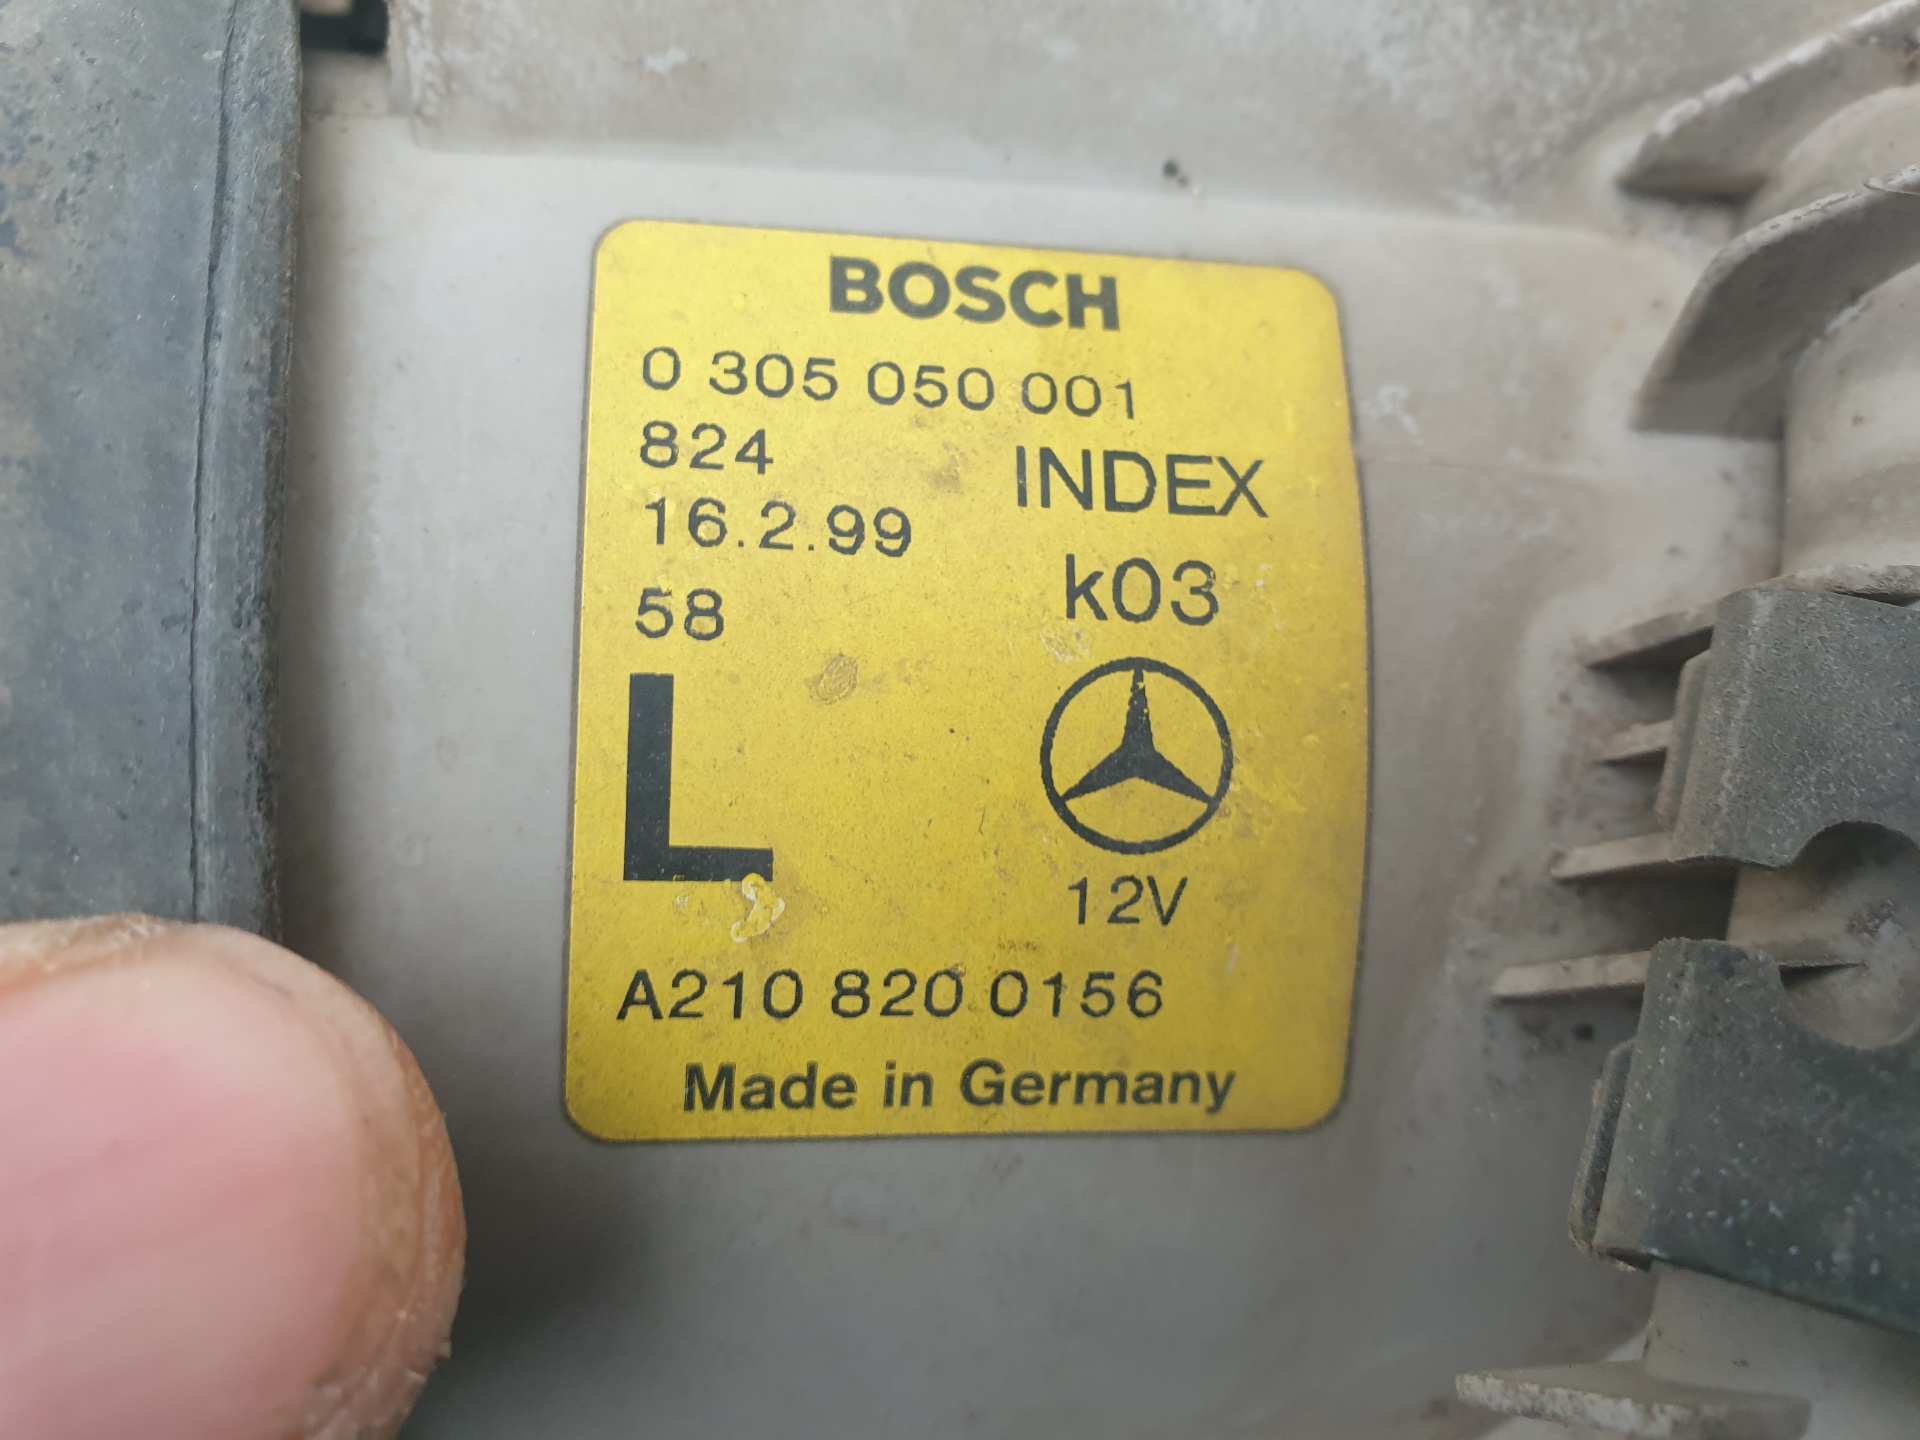 BOSCH
0 305 050 001
824
INDEX
16.2.99
k03
58
L
12V
A210 820 0156
Made in Germany